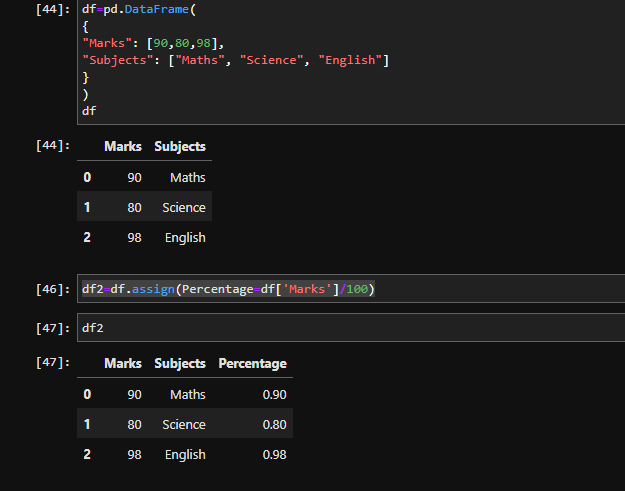 [44]: df=pd.DataFrame(
{
"Marks": [90,80,98],
"Subjects": ["Maths", "Science", "English"]
}
)
df
[44]: Marks Subjects
0 90 Maths
1 80 Science
2 98 English
[46]: df2=df.assign(Percentage=df['Marks']/100)
[47]: df2
[47]: Marks Subjects Percentage
0 90 Maths 0.90
1 80 Science 0.80
2 98 English 0.98